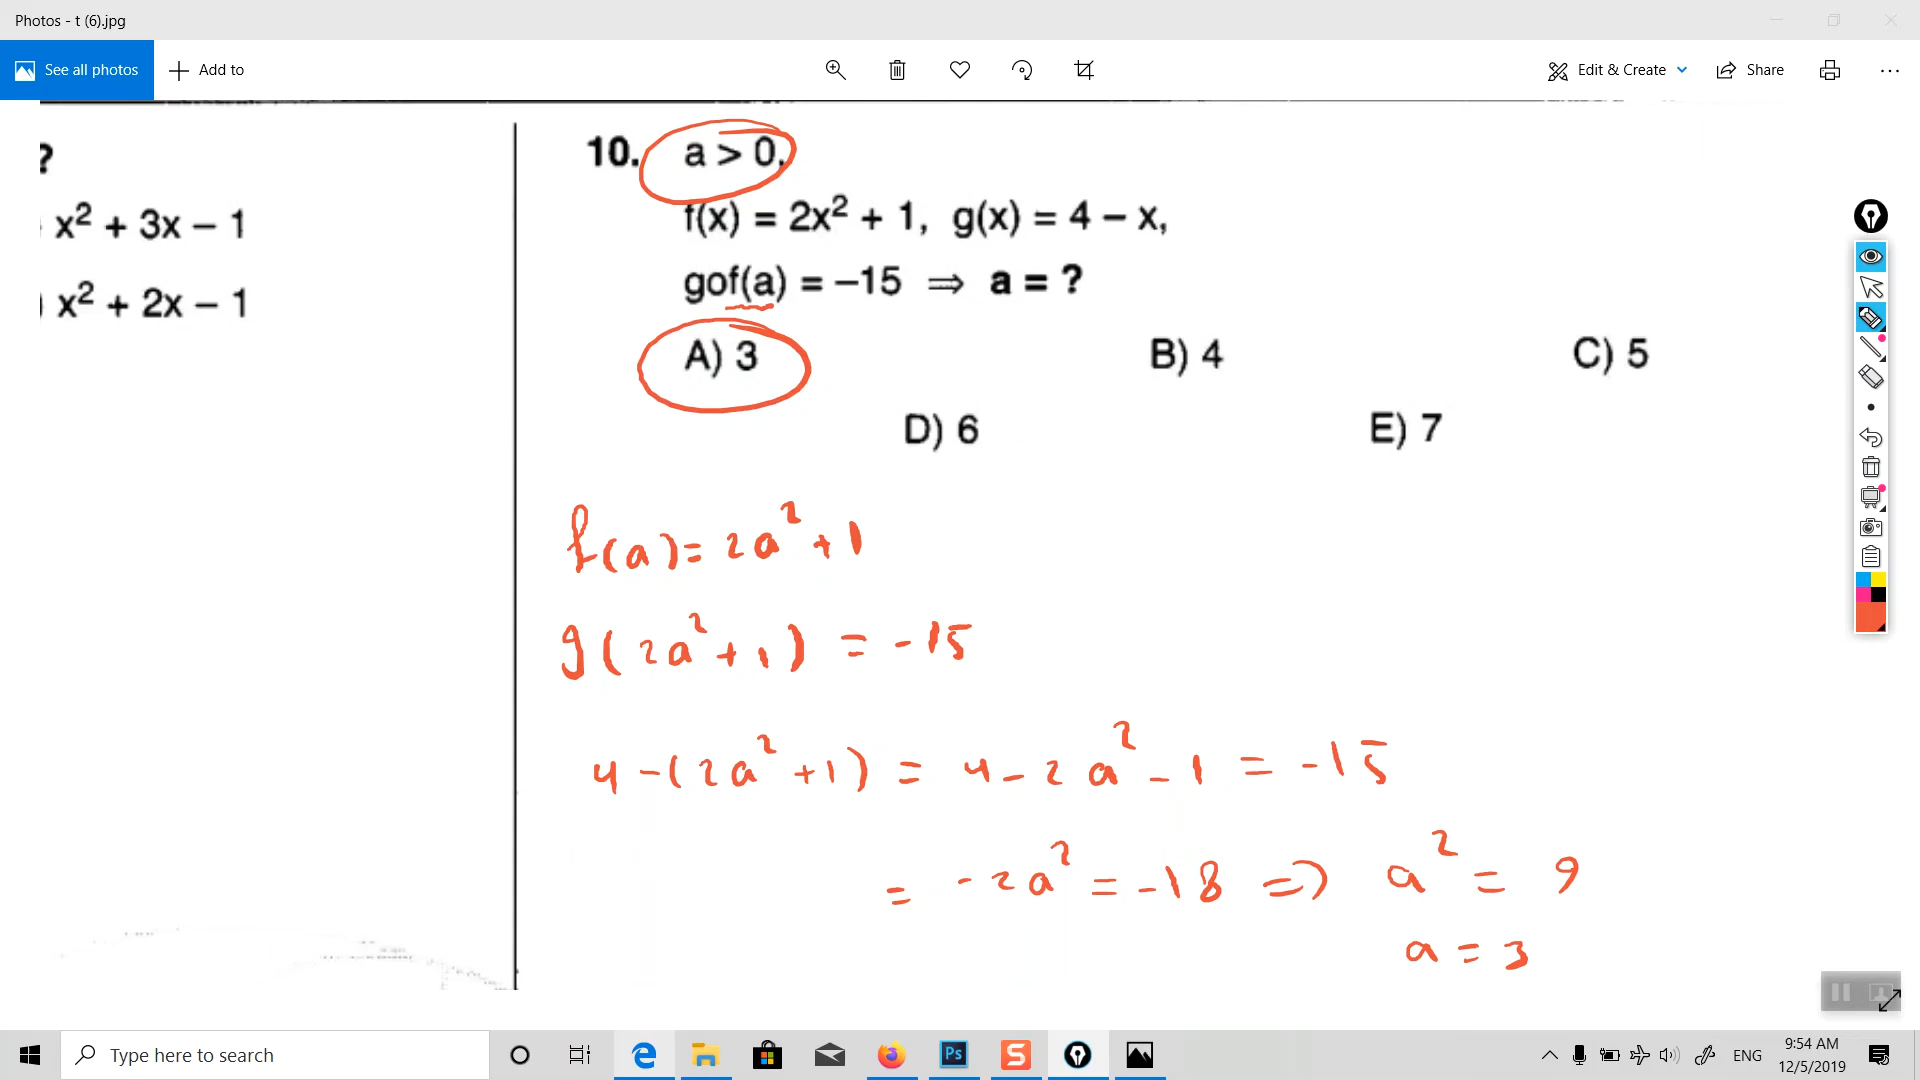 Photos - t (6).jpg
See all photos
Add to
Edit & Create
Share
?
x² + 3x – 1
x² + 2x – 1
10. a > 0,
f(x) = 2x² + 1, g(x) = 4 – x,
gof(a) = –15 ⇒ a = ?
A) 3 B) 4 C) 5
D) 6 E) 7
f(a) = 2a² + 1
g(2a² + 1) = -15
4 - (2a² + 1) = 4 - 2a² - 1 = -15
= -2a² = -18 ⇒ a² = 9
a = 3
Type here to search
Ps
ENG
9:54 AM
12/5/2019